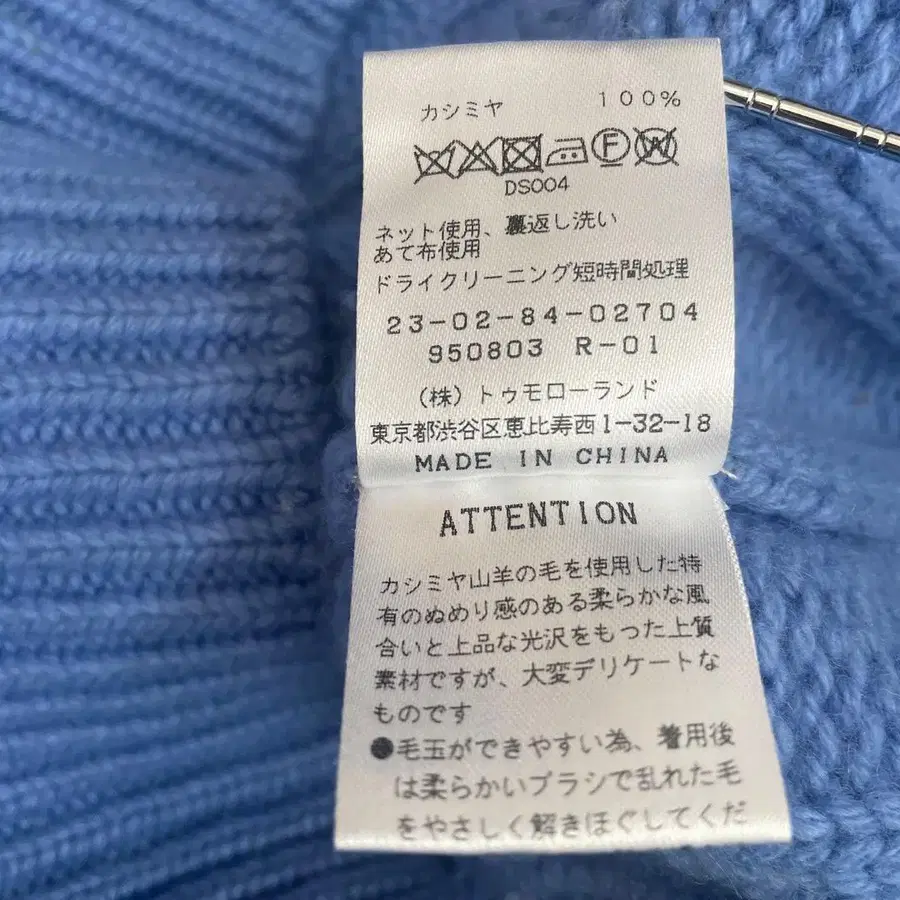 カシミヤ 100%
F W
DS004
ネット使用、裏返し洗い
あて布使用
ドライクリーニング短時間処理
23-02-84-02704
950803 R-01
(株)トゥモローランド
東京都渋谷区恵比寿西1-32-18
MADE IN CHINA
ATTENTION
カシミヤ山羊の毛を使用した特
有のぬめり感のある柔らかな風
合いと上品な光沢をもった上質
素材ですが、大変デリケートな
ものです
●毛玉ができやすい為、着用後
は柔らかいブラシで乱れた毛
をやさしく解きほぐしてくだ